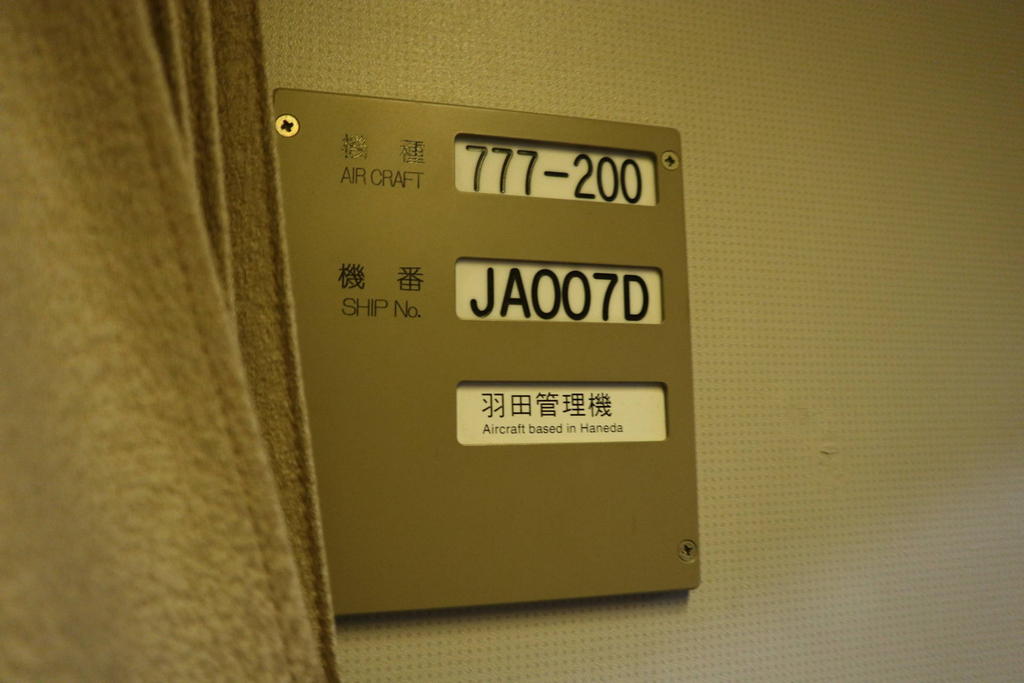 機 種
AIR CRAFT
777-200
機 番
SHIP No.
JA007D
羽田管理機
Aircraft based in Haneda